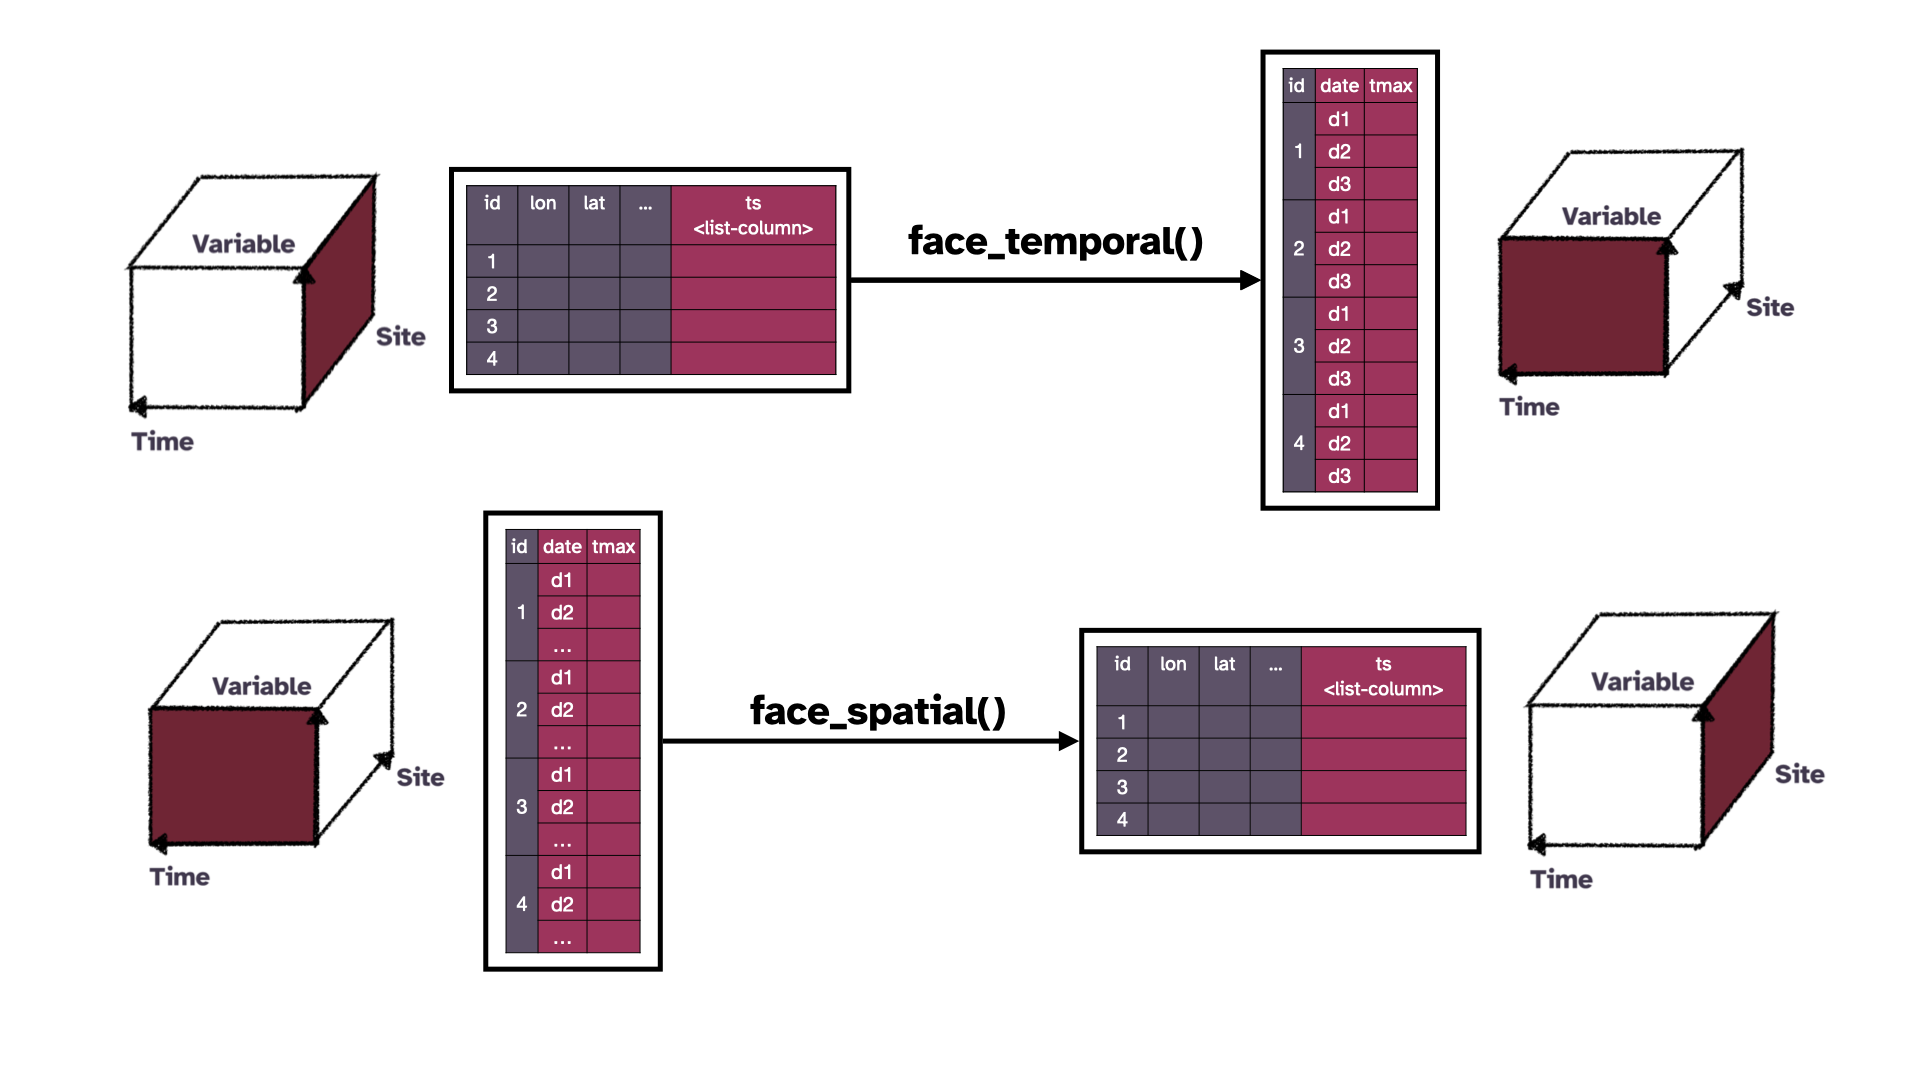 Variable
Site
Time
id lon lat ... ts
<list-column>
1
2
3
4
face_temporal()
id date tmax
d1
1 d2
d3
d1
2 d2
d3
d1
3 d2
d3
d1
4 d2
d3
Variable
Site
Time
Variable
Site
Time
id date tmax
d1
1 d2
...
d1
2 d2
...
d1
3 d2
...
d1
4 d2
...
face_spatial()
id lon lat ... ts
<list-column>
1
2
3
4
Variable
Site
Time